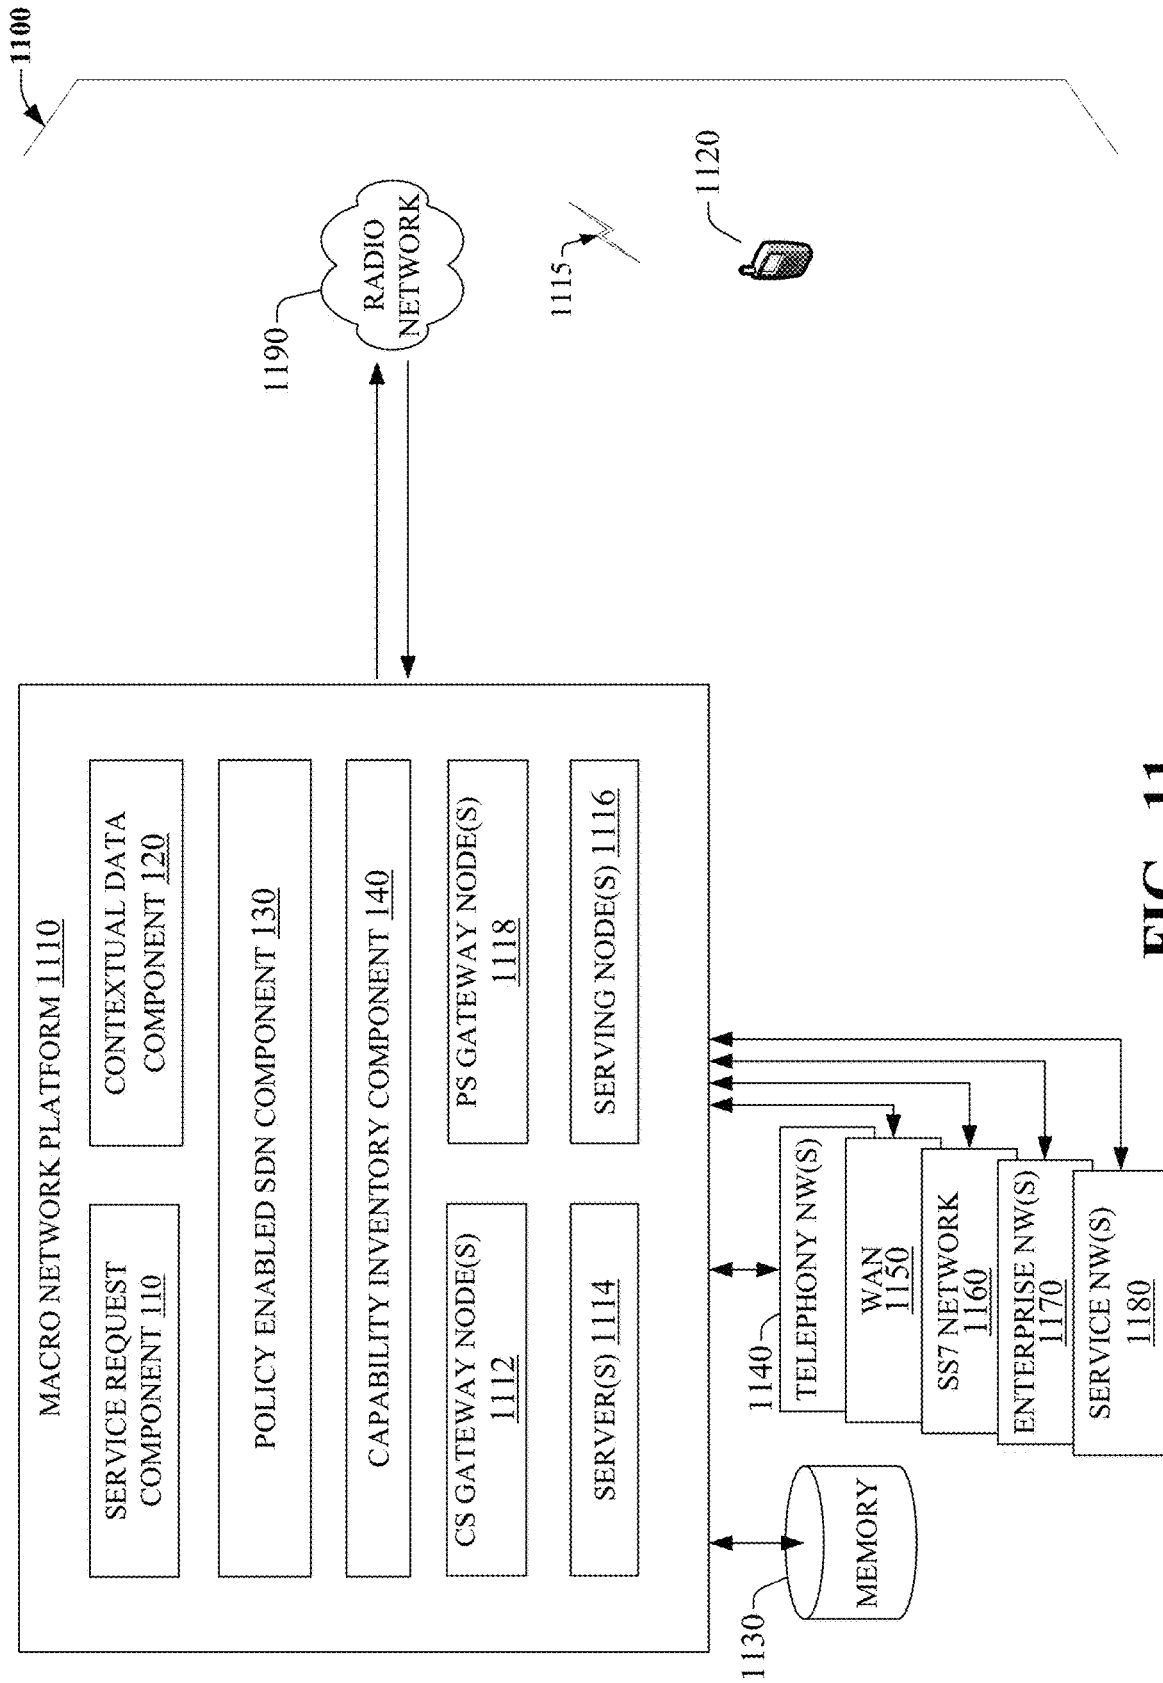 1100
MACRO NETWORK PLATFORM 1110
SERVICE REQUEST
COMPONENT 110
CONTEXTUAL DATA
COMPONENT 120
POLICY ENABLED SDN COMPONENT 130
CAPABILITY INVENTORY COMPONENT 140
CS GATEWAY NODE(S)
1112
PS GATEWAY NODE(S)
1118
SERVER(S) 1114
SERVING NODE(S) 1116
1190
RADIO
NETWORK
1115
1120
1130
MEMORY
1140
TELEPHONY NW(S)
WAN
1150
SS7 NETWORK
1160
ENTERPRISE NW(S)
1170
SERVICE NW(S)
1180
FIG. 11